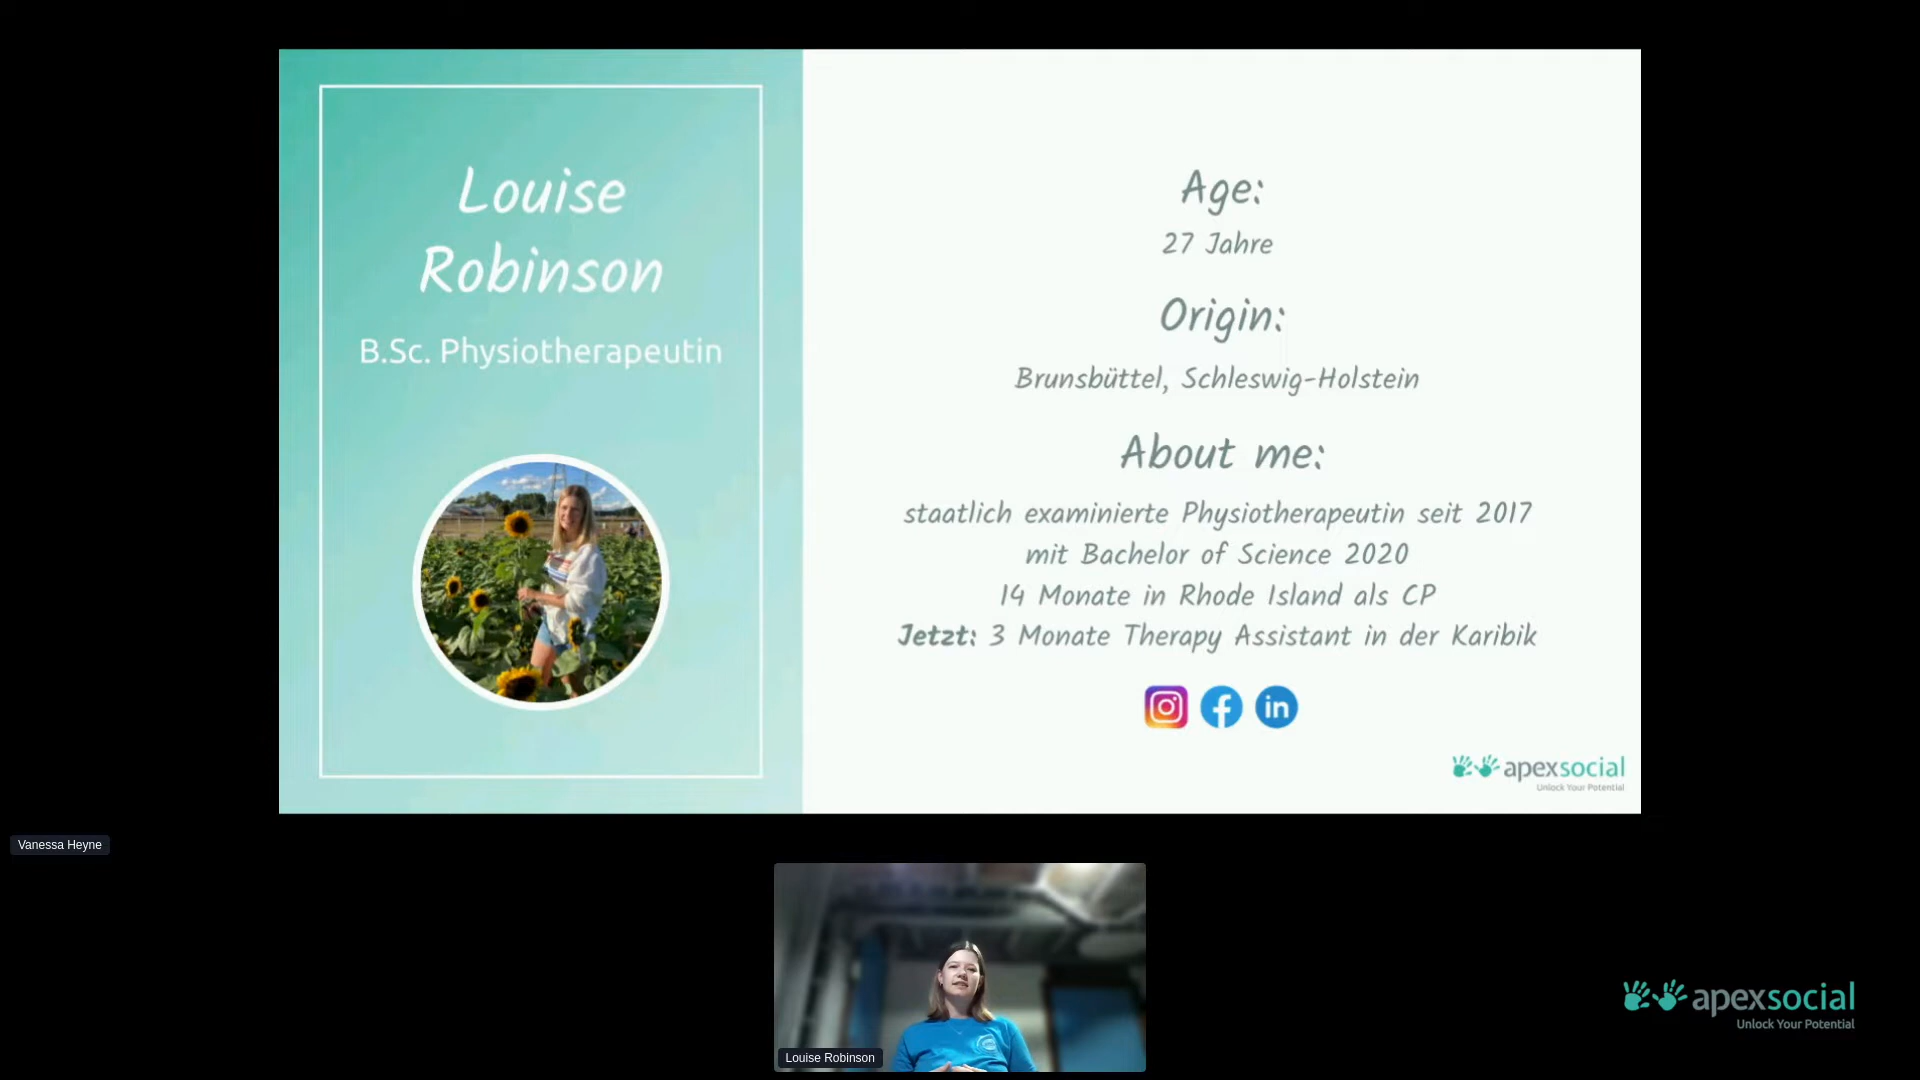 Louise
Robinson
B.Sc. Physiotherapeutin
Age:
27 Jahre
Origin:
Brunsbüttel, Schleswig-Holstein
About me:
staatlich examinierte Physiotherapeutin seit 2017
mit Bachelor of Science 2020
14 Monate in Rhode Island als CP
Jetzt: 3 Monate Therapy Assistant in der Karibik
in
apexsocial
Unlock Your Potential
Vanessa Heyne
Louise Robinson
apexsocial
Unlock Your Potential